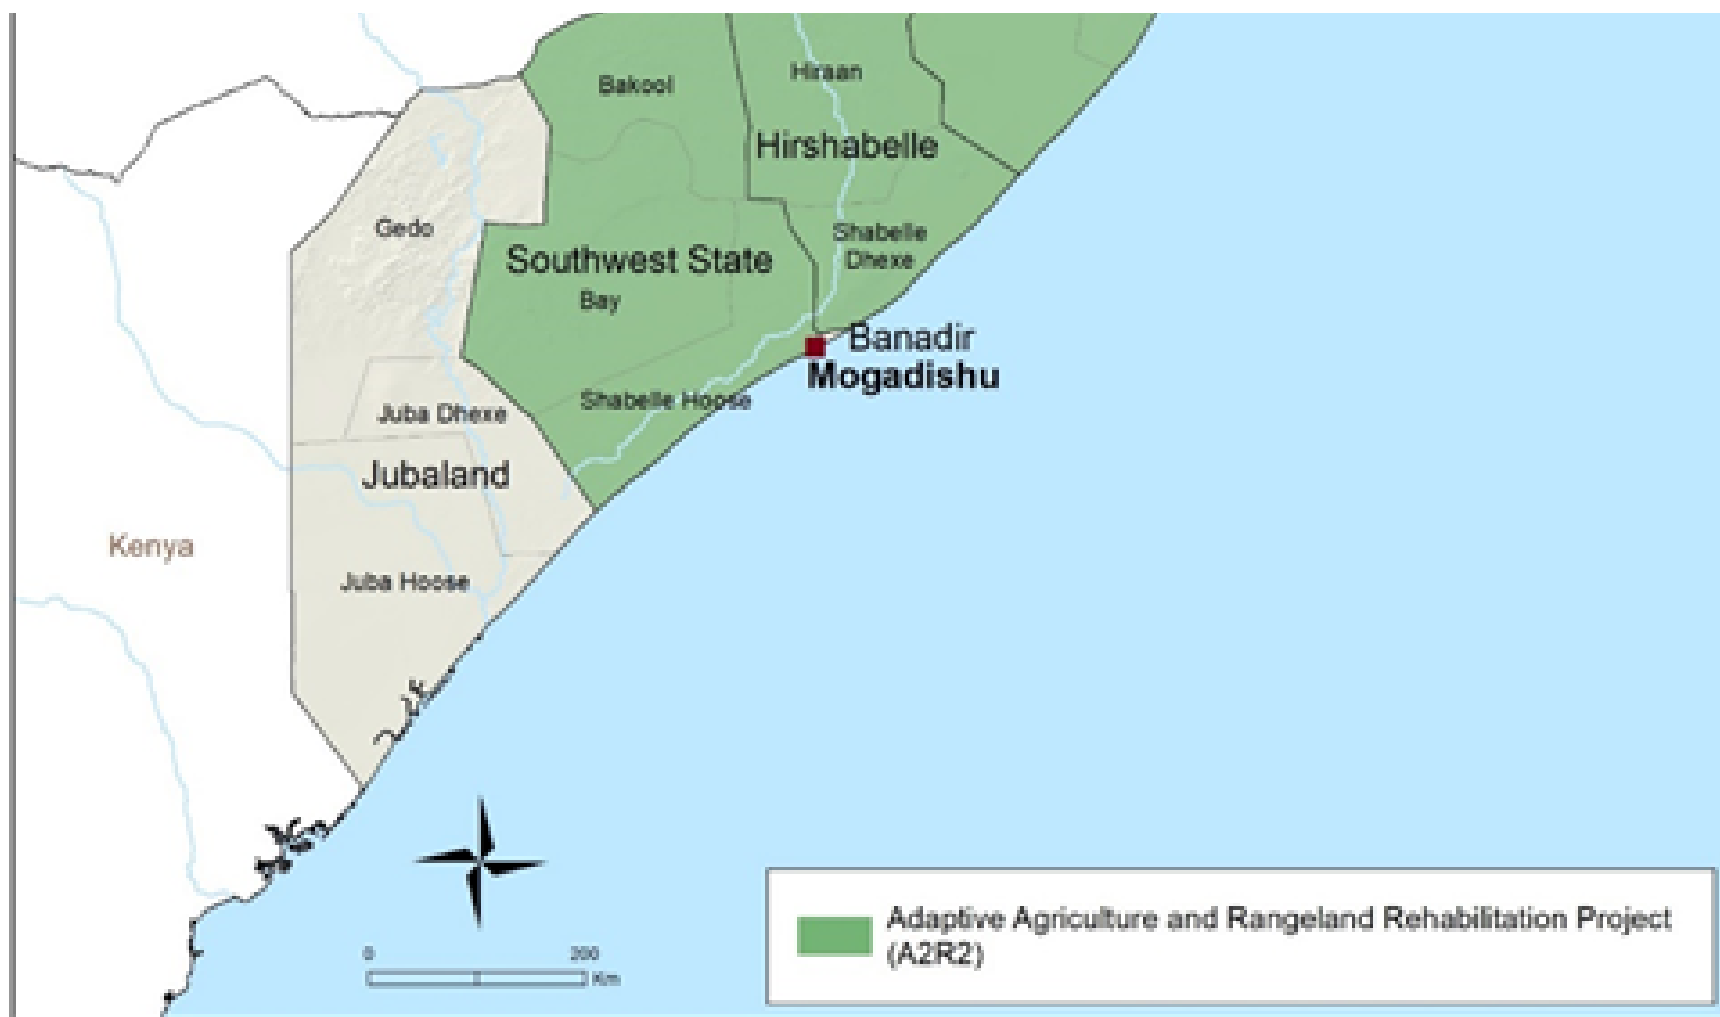 Bakool
Hiraan
Hirshabelle
Gedo
Shabelle
Dhexe
Southwest State
Bay
Banadir
Mogadishu
Shabelle Hoose
Juba Dhexe
Jubaland
Kenya
Juba Hoose
Adaptive Agriculture and Rangeland Rehabilitation Project
(A2R2)
0 200
Km